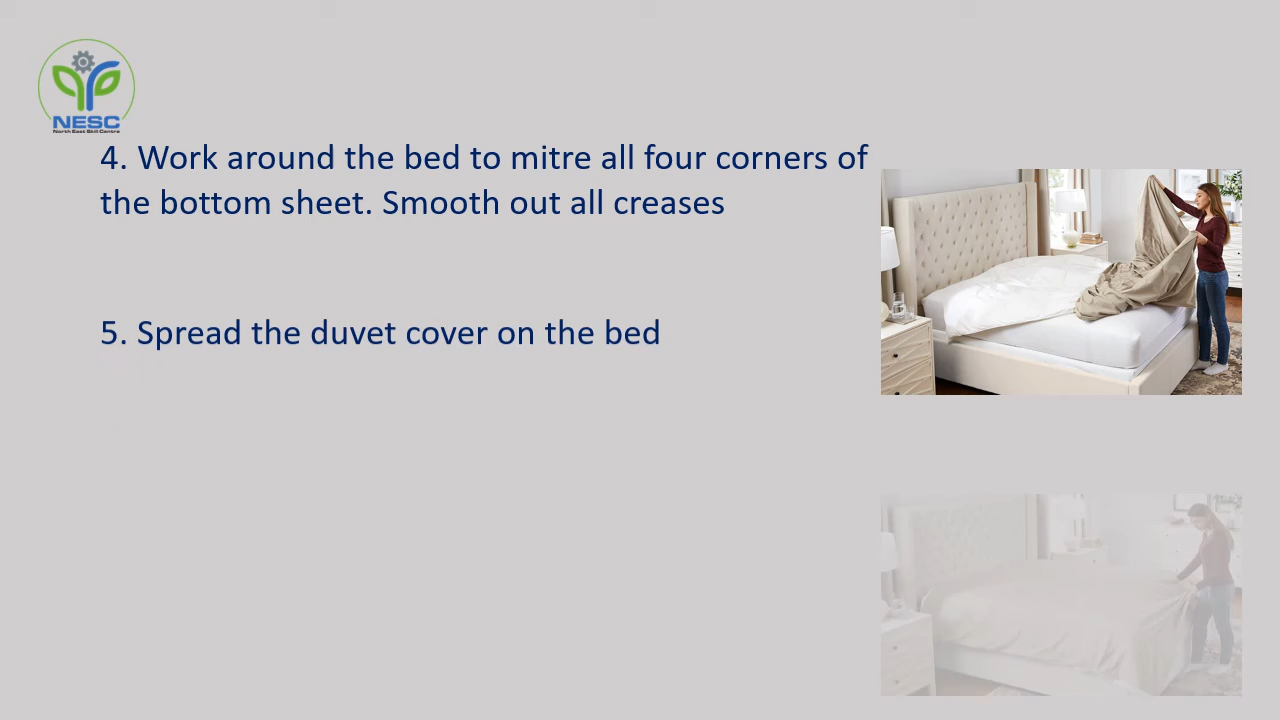 NESC
North East Skill Centre
4. Work around the bed to mitre all four corners of
the bottom sheet. Smooth out all creases
5. Spread the duvet cover on the bed